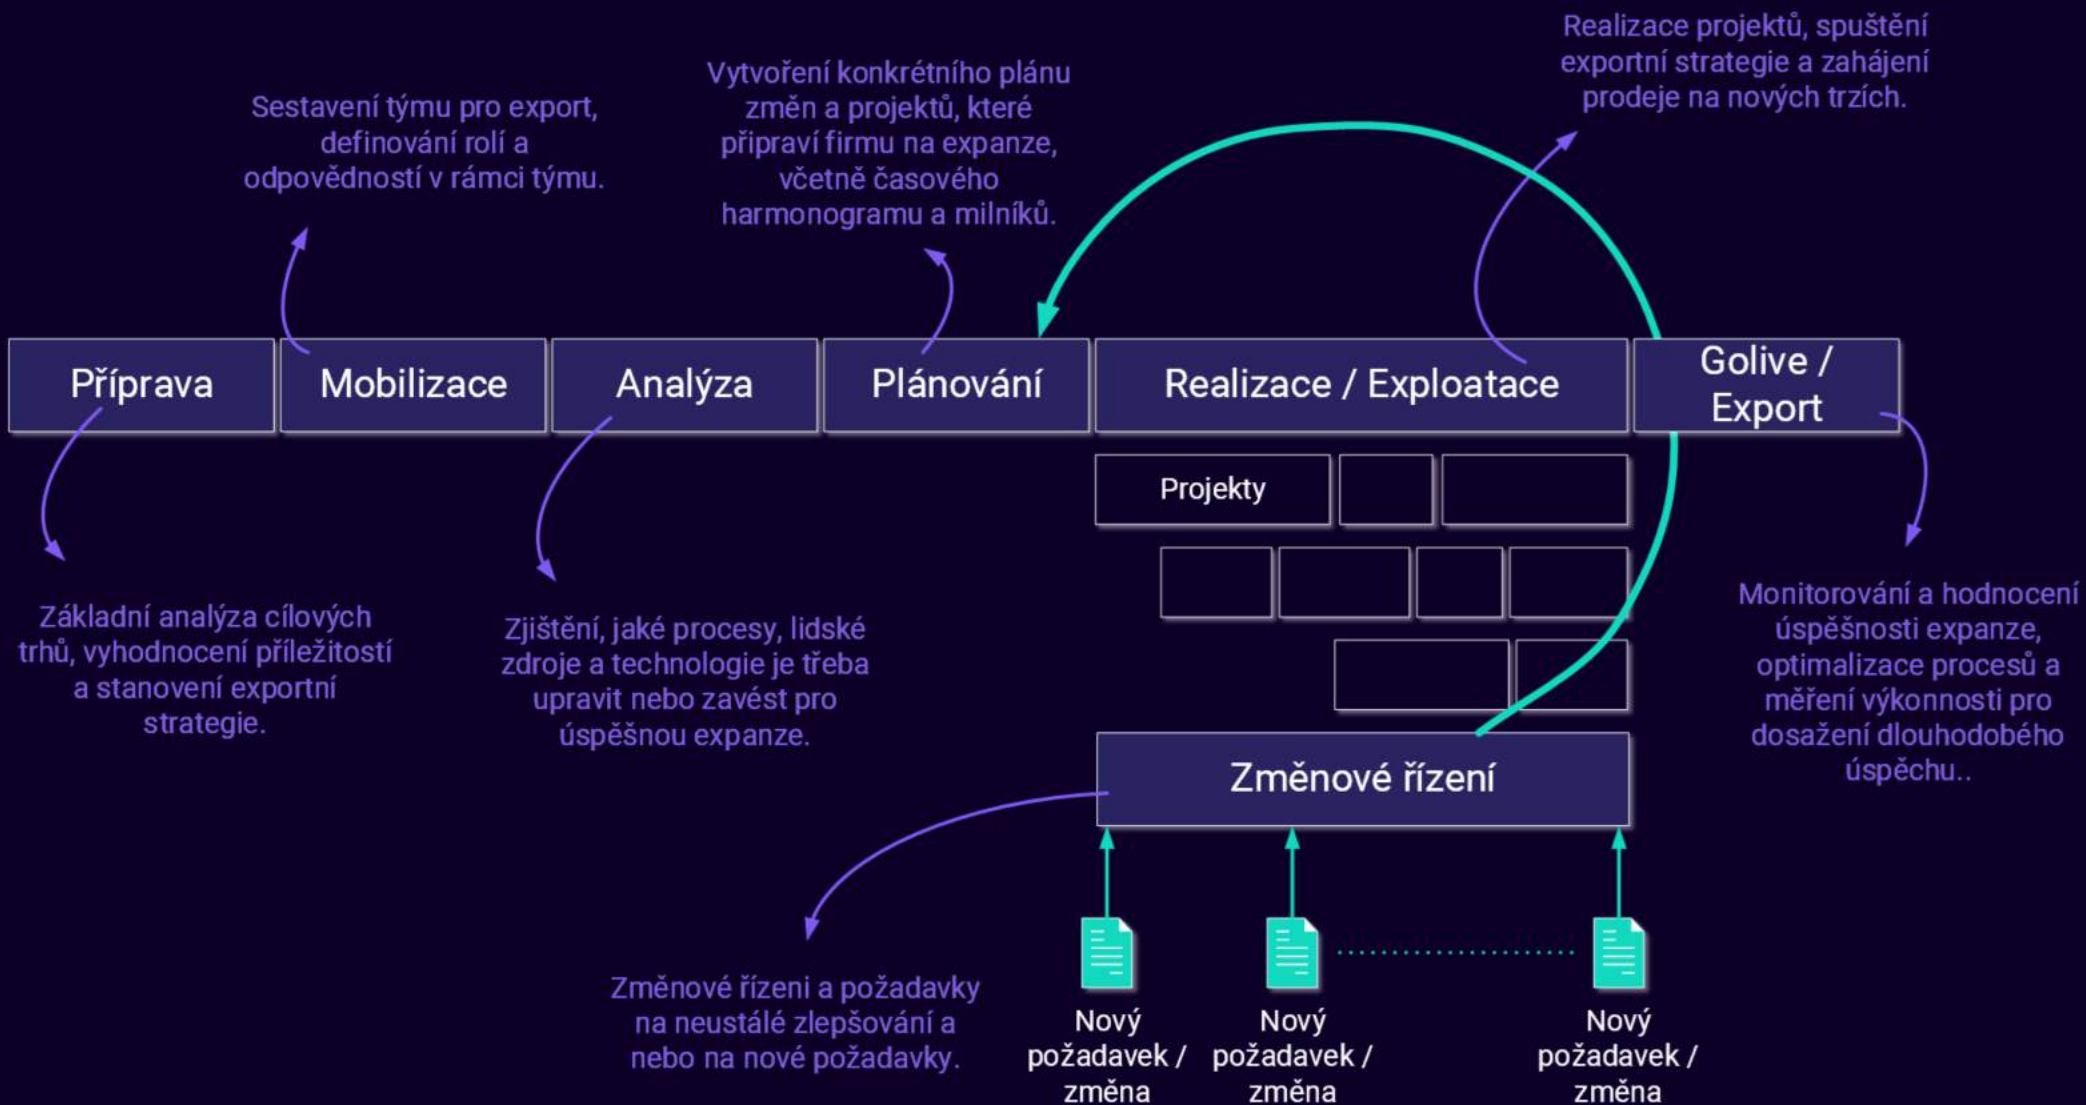 Realizace projektů, spuštění
exportní strategie a zahájení
prodeje na nových trzích.
Vytvoření konkrétního plánu
změn a projektů, které
připraví firmu na expanze,
včetně časového
harmonogramu a milníků.
Sestavení týmu pro export,
definování rolí a
odpovědností v rámci týmu.
Příprava
Mobilizace
Analýza
Plánování
Realizace / Exploatace
Golive /
Export
Projekty
Základní analýza cílových
trhů, vyhodnocení příležitostí
a stanovení exportní
strategie.
Zjištění, jaké procesy, lidské
zdroje a technologie je třeba
upravit nebo zavést pro
úspěšnou expanze.
Monitorování a hodnocení
úspěšnosti expanze,
optimalizace procesů a
měření výkonnosti pro
dosažení dlouhodobého
úspěchu..
Změnové řízení
Změnové řízeni a požadavky
na neustálé zlepšování a
nebo na nové požadavky.
Nový
požadavek /
změna
Nový
požadavek /
změna
Nový
požadavek /
změna